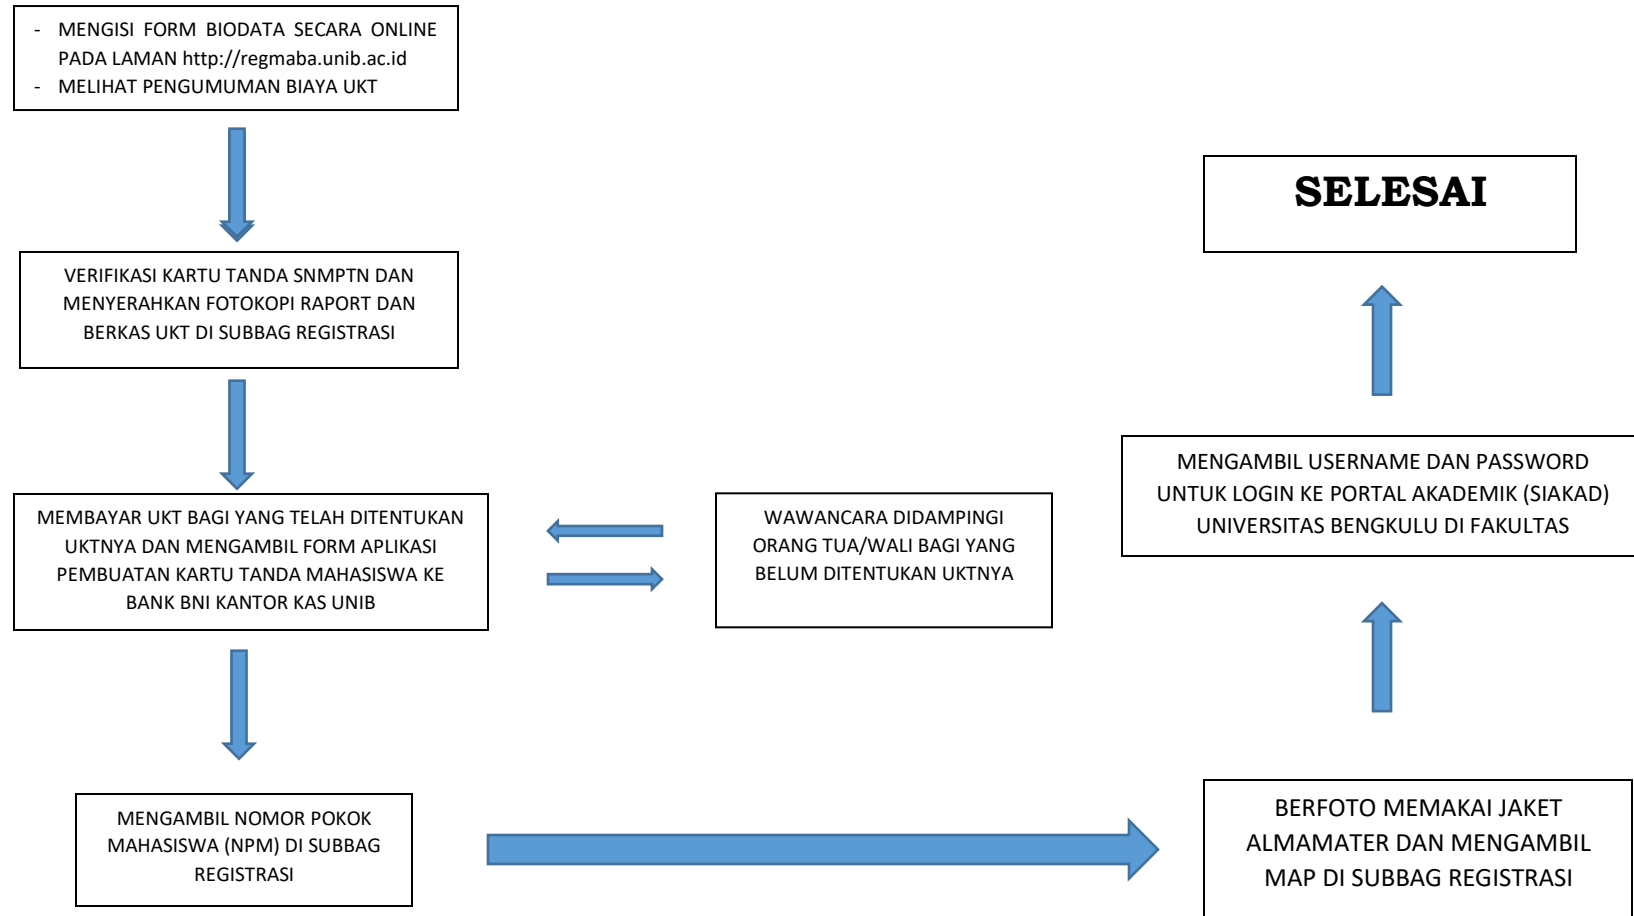 - MENGISI FORM BIODATA SECARA ONLINE
PADA LAMAN http://regmaba.unib.ac.id
- MELIHAT PENGUMUMAN BIAYA UKT
VERIFIKASI KARTU TANDA SNMPTN DAN
MENYERAHKAN FOTOKOPI RAPORT DAN
BERKAS UKT DI SUBBAG REGISTRASI
MEMBAYAR UKT BAGI YANG TELAH DITENTUKAN
UKTNYA DAN MENGAMBIL FORM APLIKASI
PEMBUATAN KARTU TANDA MAHASISWA KE
BANK BNI KANTOR KAS UNIB
WAWANCARA DIDAMPINGI
ORANG TUA/WALI BAGI YANG
BELUM DITENTUKAN UKTNYA
MENGAMBIL NOMOR POKOK
MAHASISWA (NPM) DI SUBBAG
REGISTRASI
BERFOTO MEMAKAI JAKET
ALMAMATER DAN MENGAMBIL
MAP DI SUBBAG REGISTRASI
MENGAMBIL USERNAME DAN PASSWORD
UNTUK LOGIN KE PORTAL AKADEMIK (SIAKAD)
UNIVERSITAS BENGKULU DI FAKULTAS
SELESAI